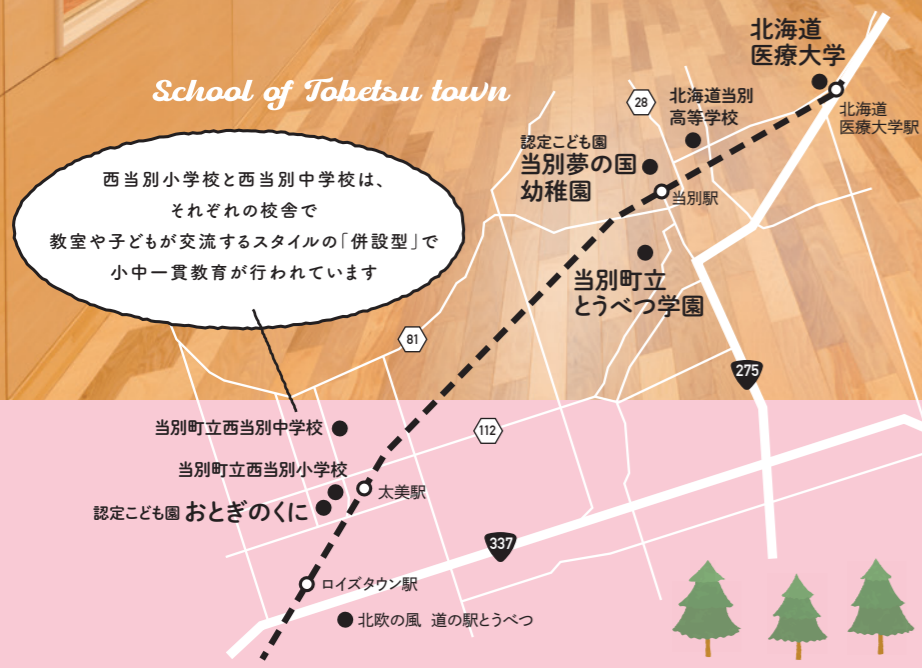 School of Tobetsu town
北海道
医療大学
北海道
医療大学駅
28
北海道当別
高等学校
認定こども園
当別夢の国
幼稚園
当別駅
西当別小学校と西当別中学校は、
それぞれの校舎で
教室や子どもが交流するスタイルの「併設型」で
小中一貫教育が行われています
当別町立
とうべつ学園
81
275
当別町立西当別中学校
112
当別町立西当別小学校
太美駅
認定こども園 おとぎのくに
337
ロイズタウン駅
北欧の風 道の駅とうべつ